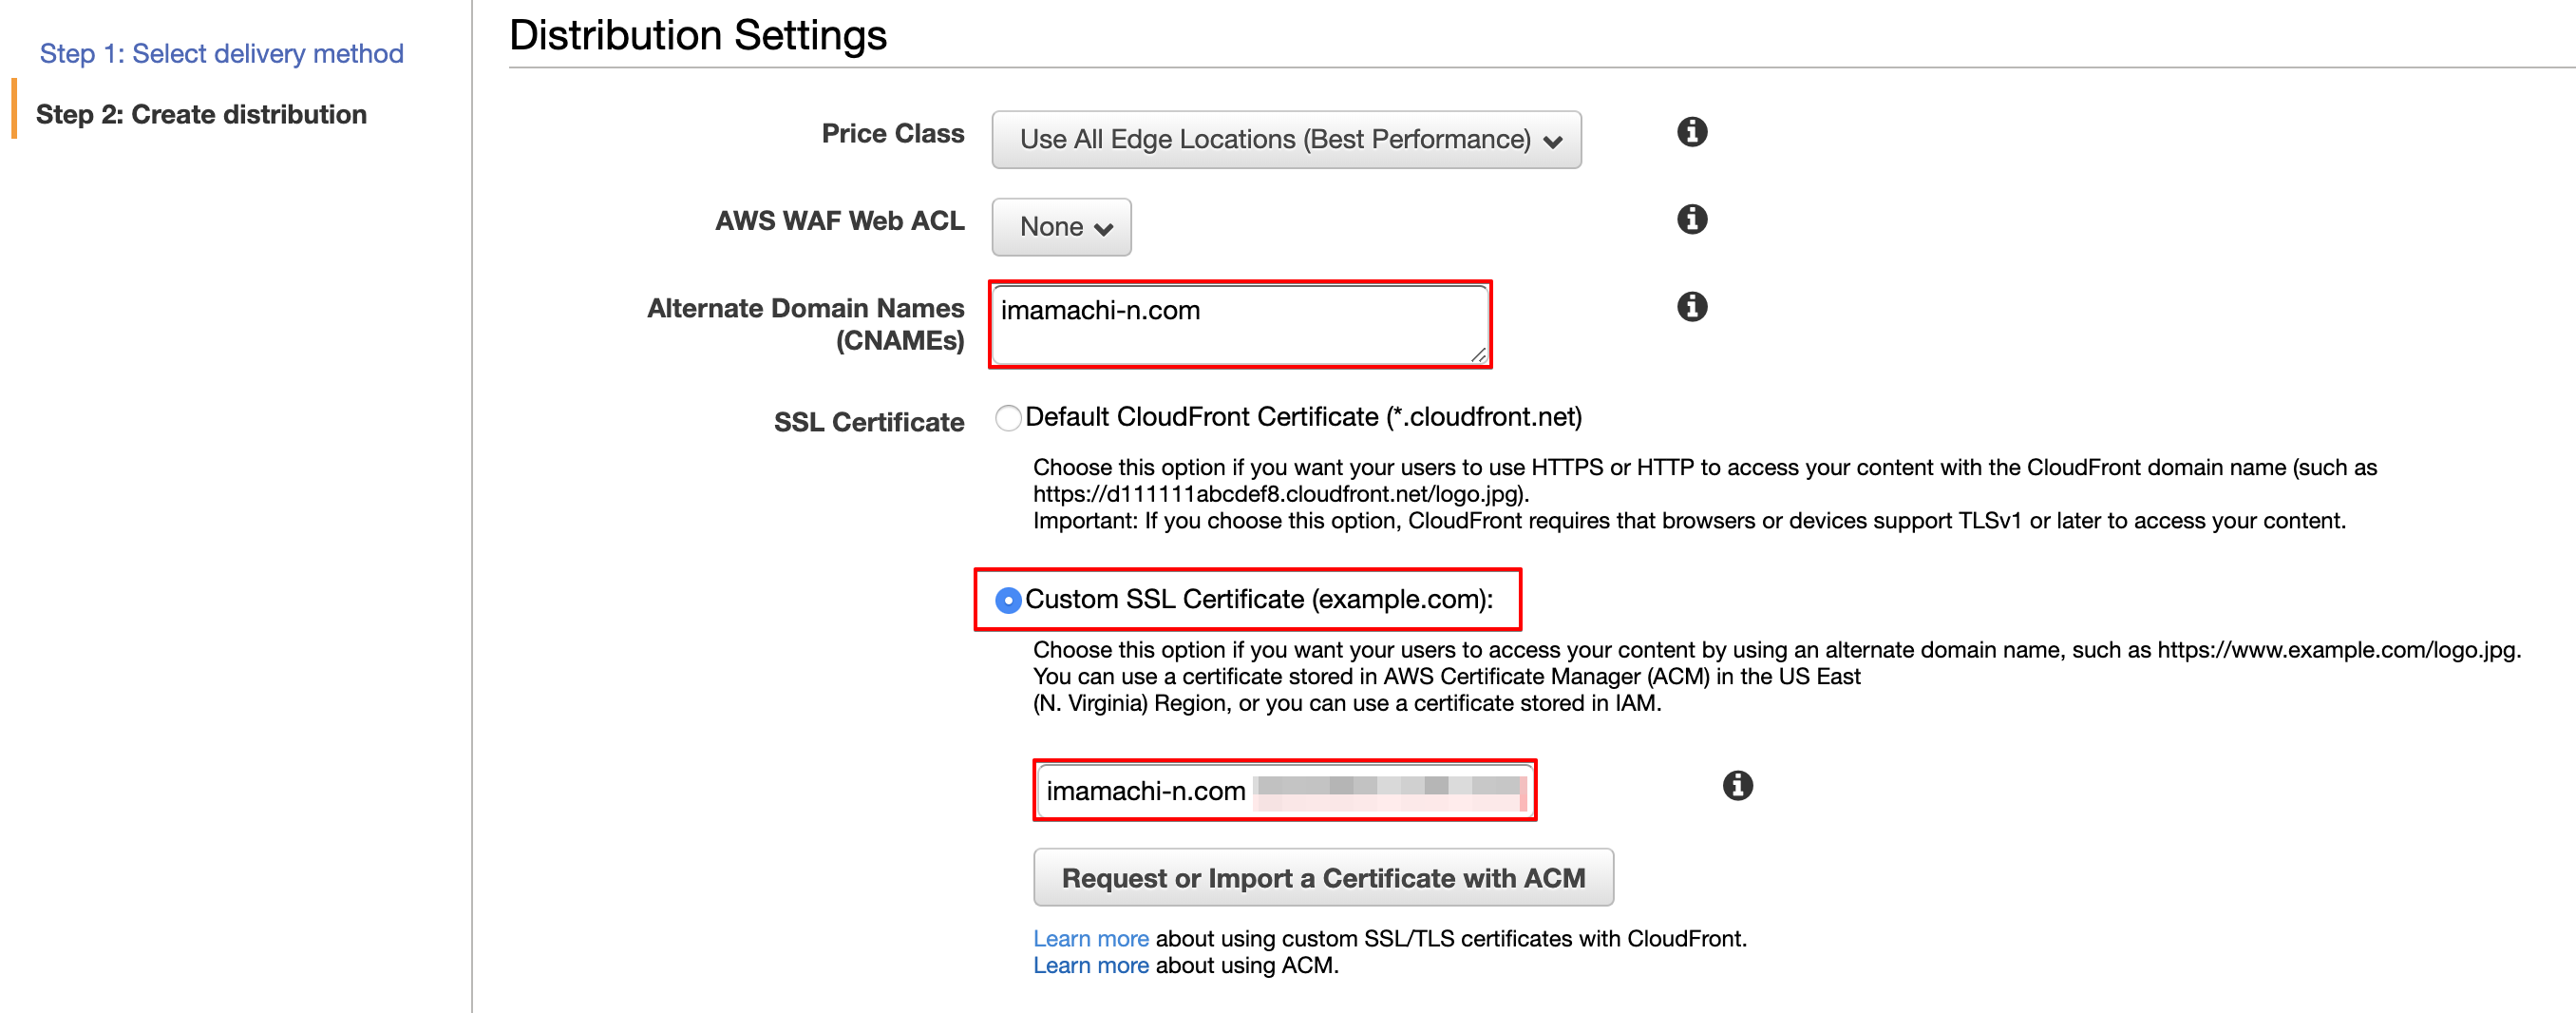 Step 1: Select delivery method
Step 2: Create distribution
Distribution Settings
Price Class
Use All Edge Locations (Best Performance)
AWS WAF Web ACL
None
Alternate Domain Names
(CNAMEs)
imamachi-n.com
SSL Certificate
Default CloudFront Certificate (*.cloudfront.net)
Choose this option if you want your users to use HTTPS or HTTP to access your content with the CloudFront domain name (such as
https://d111111abcdef8.cloudfront.net/logo.jpg).
Important: If you choose this option, CloudFront requires that browsers or devices support TLSv1 or later to access your content.
Custom SSL Certificate (example.com):
Choose this option if you want your users to access your content by using an alternate domain name, such as https://www.example.com/logo.jpg.
You can use a certificate stored in AWS Certificate Manager (ACM) in the US East
(N. Virginia) Region, or you can use a certificate stored in IAM.
imamachi-n.com
Request or Import a Certificate with ACM
Learn more about using custom SSL/TLS certificates with CloudFront.
Learn more about using ACM.